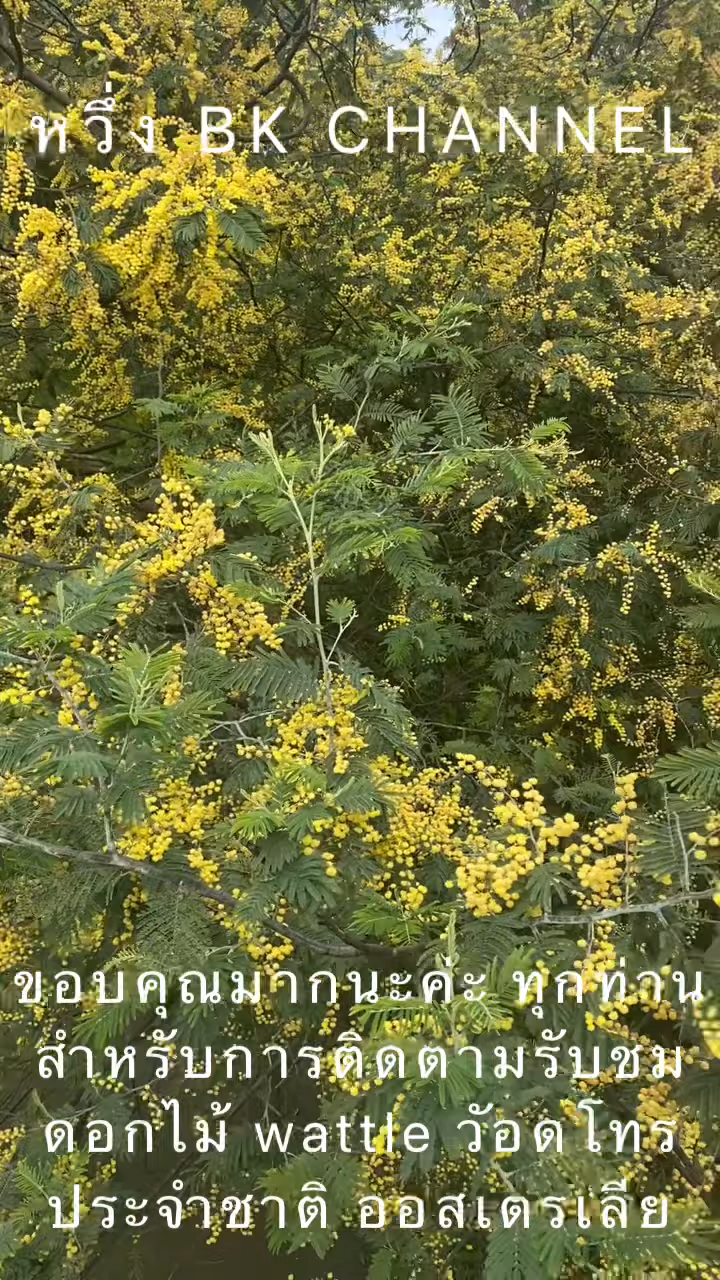 หวึ่ง BK CHANNEL
ขอบคุณมากนะค่ะ ทุกท่าน
สำหรับการติดตามรับชม
ดอกไม้ wattle วัอดโทร
ประจำชาติ ออสเตรเลีย